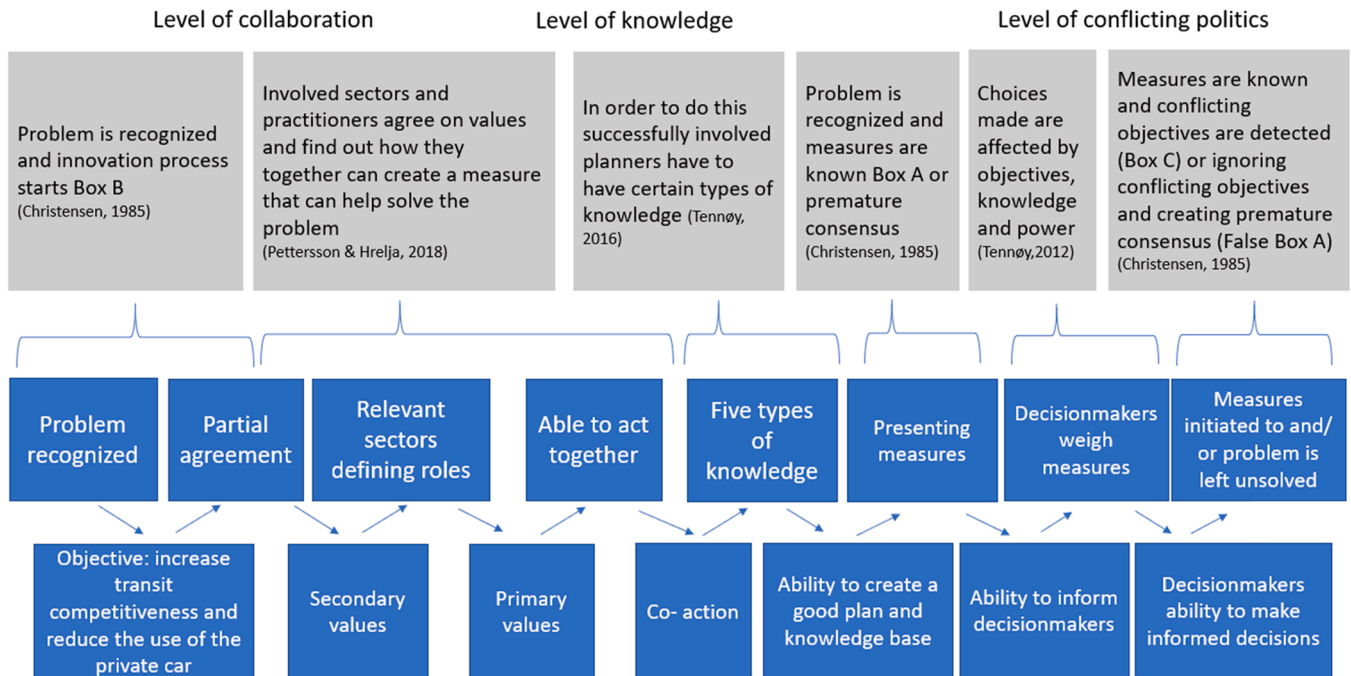 Level of collaboration
Level of knowledge
Level of conflicting politics
Problem is recognized
and innovation process
starts Box B
(Christensen, 1985)
Involved sectors and
practitioners agree on values
and find out how they
together can create a measure
that can help solve the
problem
(Pettersson & Hrelja, 2018)
In order to do this
successfully involved
planners have to
have certain types of
knowledge (Tennøy,
2016)
Problem is
recognized and
measures are
known Box A or
premature
consensus
(Christensen, 1985)
Choices
made are
affected by
objectives,
knowledge
and power
(Tennøy,2012)
Measures are known
and conflicting
objectives are detected
(Box C) or ignoring
conflicting objectives
and creating premature
consensus (False Box A)
(Christensen, 1985)
Problem
recognized
Partial
agreement
Relevant
sectors
defining roles
Able to act
together
Five types
of
knowledge
Presenting
measures
Decisionmakers
weigh
measures
Measures
initiated to and/
or problem is
left unsolved
Objective: increase
transit
competitiveness and
reduce the use of the
private car
Secondary
values
Primary
values
Co- action
Ability to create a
good plan and
knowledge base
Ability to inform
decisionmakers
Decisionmakers
ability to make
informed decisions